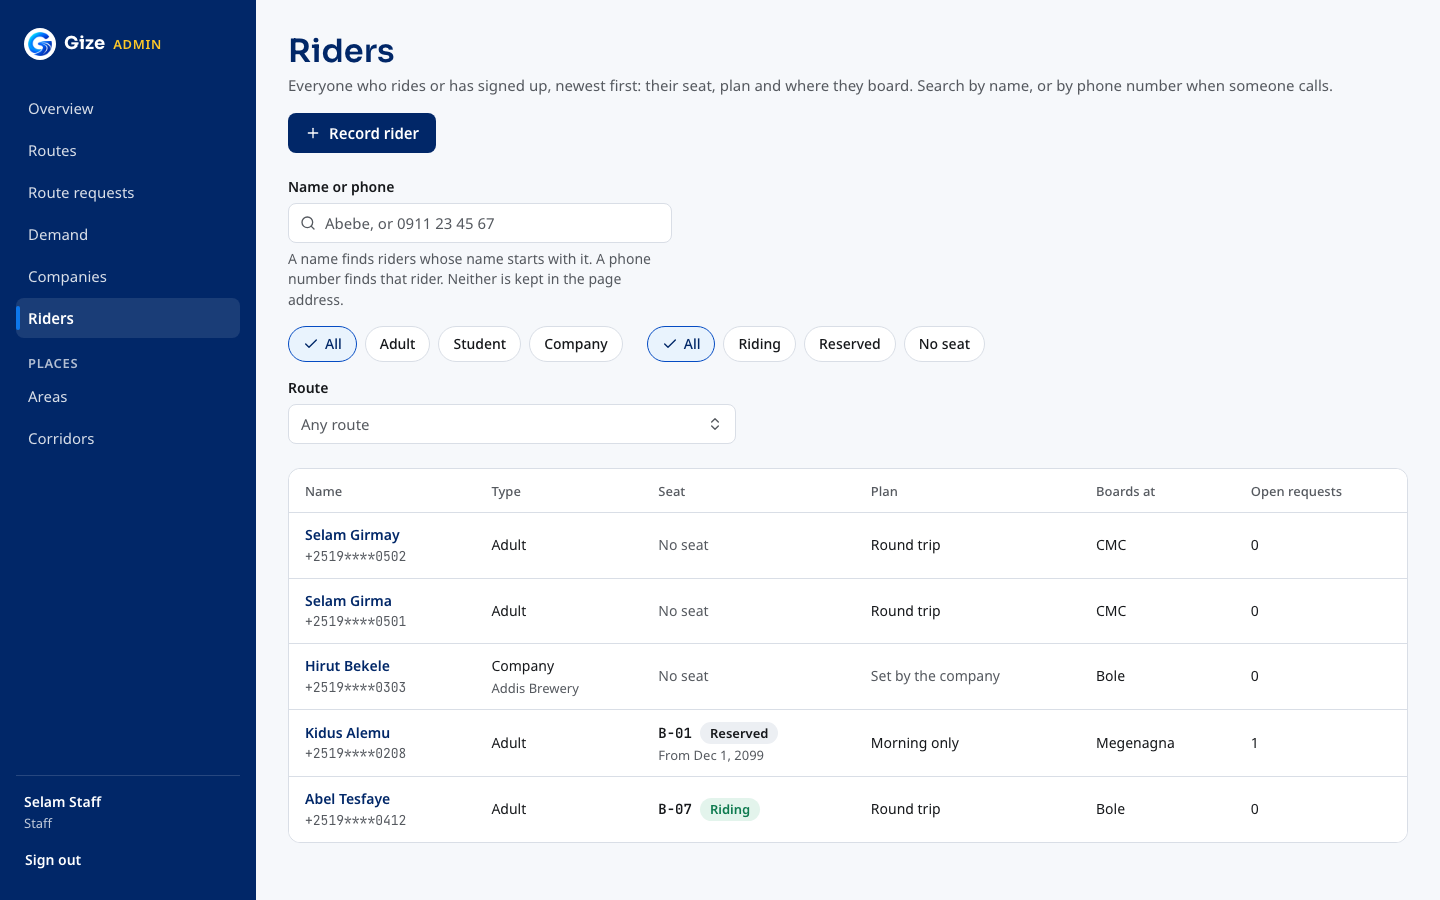 Gize ADMIN
Overview
Routes
Route requests
Demand
Companies
Riders
PLACES
Areas
Corridors
Selam Staff
Staff
Sign out
Riders
Everyone who rides or has signed up, newest first: their seat, plan and where they board. Search by name, or by phone number when someone calls.
+ Record rider
Name or phone
Abebe, or 0911 23 45 67
A name finds riders whose name starts with it. A phone
number finds that rider. Neither is kept in the page
address.
All Adult Student Company All Riding Reserved No seat
Route
Any route
Name Type Seat Plan Boards at Open requests
Selam Girmay
+2519****0502
Adult No seat Round trip CMC 0
Selam Girma
+2519****0501
Adult No seat Round trip CMC 0
Hirut Bekele
+2519****0303
Company
Addis Brewery
No seat Set by the company Bole 0
Kidus Alemu
+2519****0208
Adult
B-01 Reserved
From Dec 1, 2099
Morning only Megenagna 1
Abel Tesfaye
+2519****0412
Adult B-07 Riding Round trip Bole 0